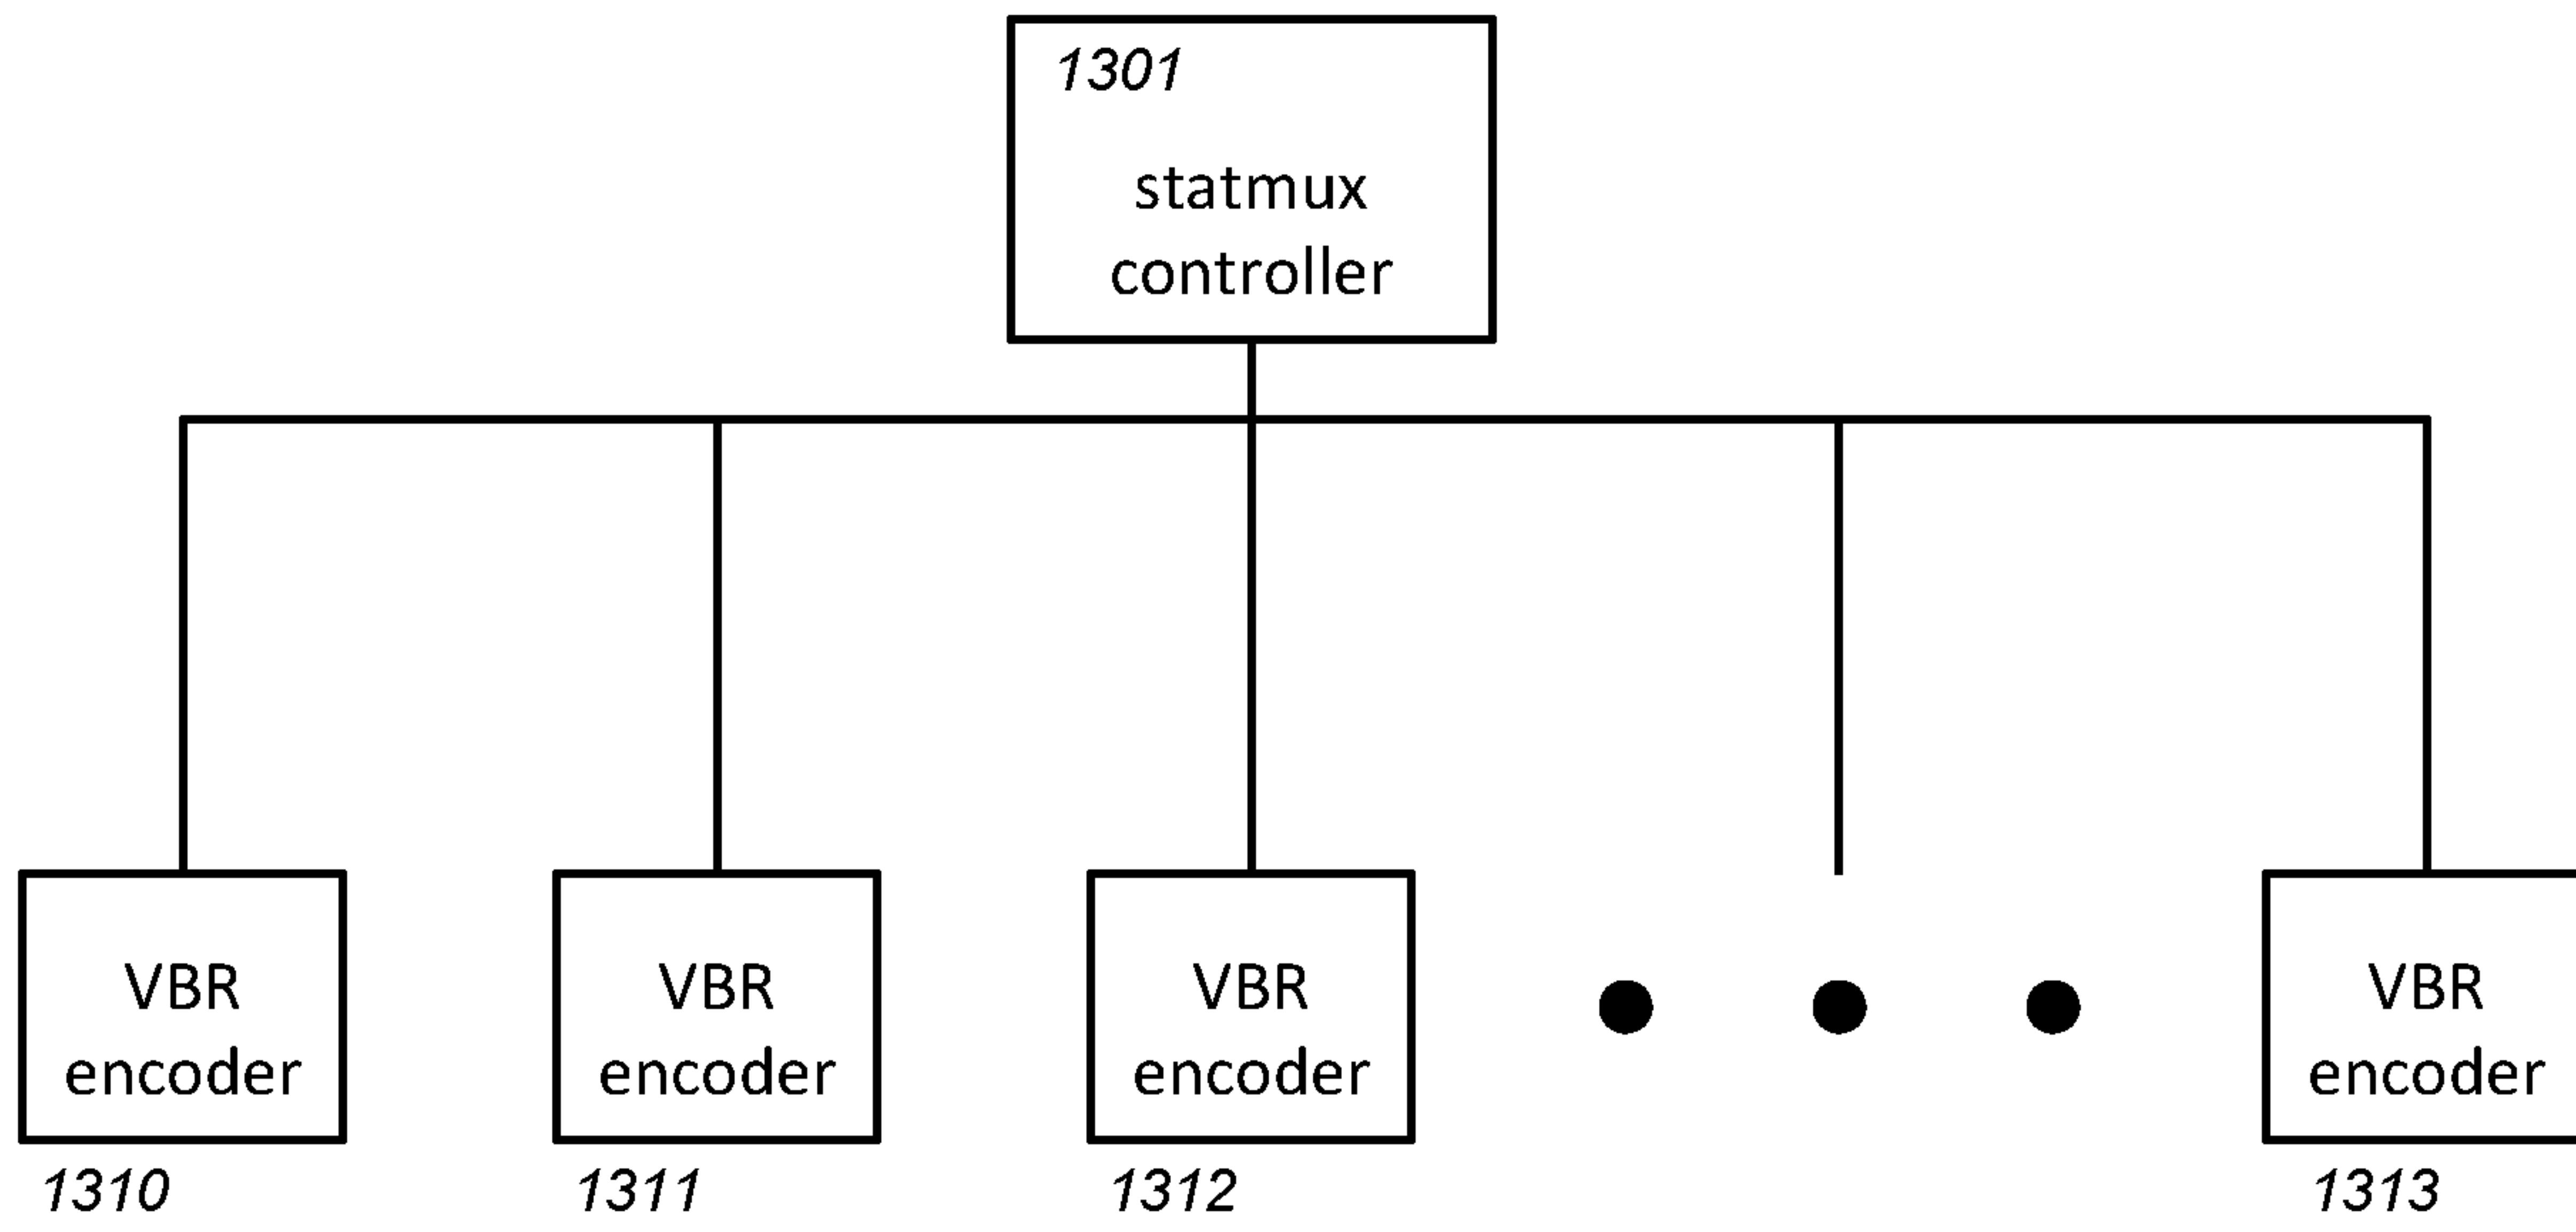 1301
statmux
controller
VBR
encoder
1310
VBR
encoder
1311
VBR
encoder
1312
VBR
encoder
1313